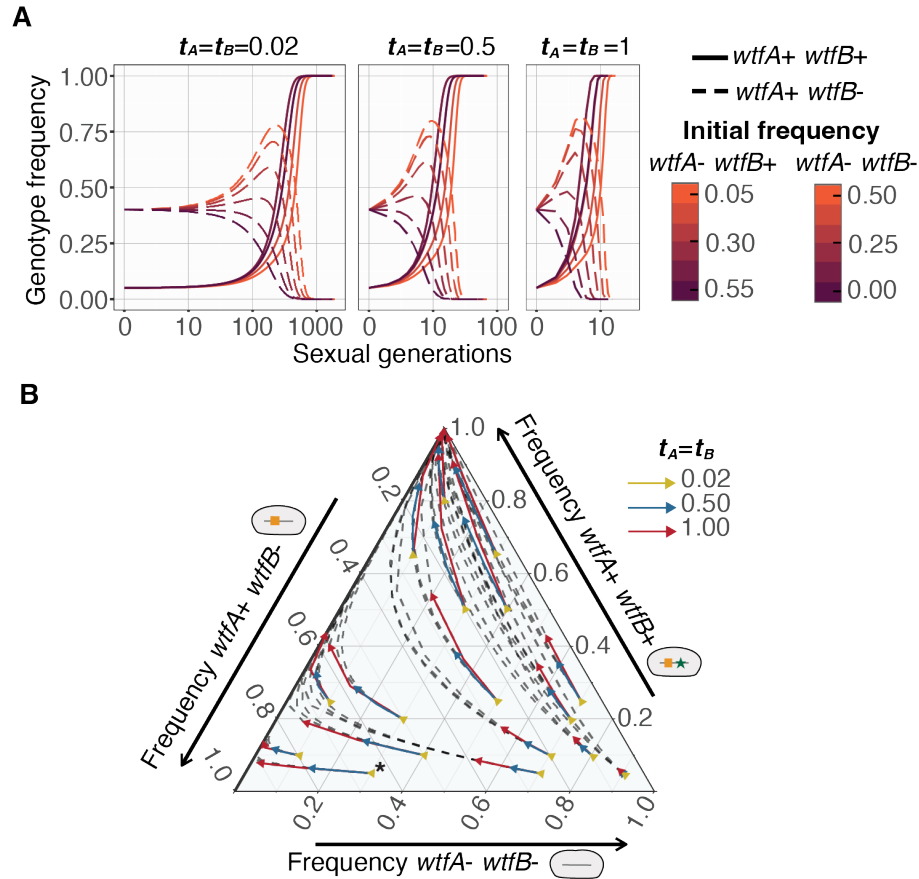 A
tA=tB=0.02
tA=tB=0.5
tA=tB=1
Genotype frequency
1.00
0.75
0.50
0.25
0.00
0 10 100 1000
0 10 100
0 10
Sexual generations
wtfA+ wtfB+
wtfA+ wtfB-
Initial frequency
wtfA- wtfB+
wtfA- wtfB-
0.05
0.30
0.55
0.50
0.25
0.00
B
Frequency wtfA+ wtfB-
0.2
0.4
0.6
0.8
1.0
Frequency wtfA+ wtfB+
1.0
0.8
0.6
0.4
0.2
tA=tB
0.02
0.50
1.00
*
0.2
0.4
0.6
0.8
1.0
Frequency wtfA- wtfB-